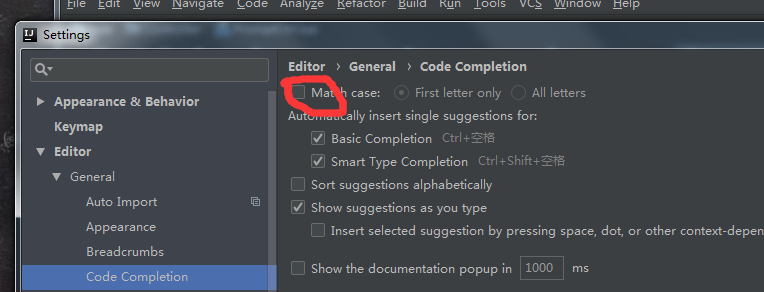 File Edit View Navigate Code Analyze Refactor Build Run Tools VCS Window Help
IJ Settings
Editor › General › Code Completion
Match case: First letter only All letters
Appearance & Behavior
Automatically insert single suggestions for:
Keymap
Basic Completion Ctrl+空格
Editor
Smart Type Completion Ctrl+Shift+空格
General
Sort suggestions alphabetically
Auto Import
Show suggestions as you type
Appearance
Insert selected suggestion by pressing space, dot, or other context-depen
Breadcrumbs
Show the documentation popup in 1000 ms
Code Completion